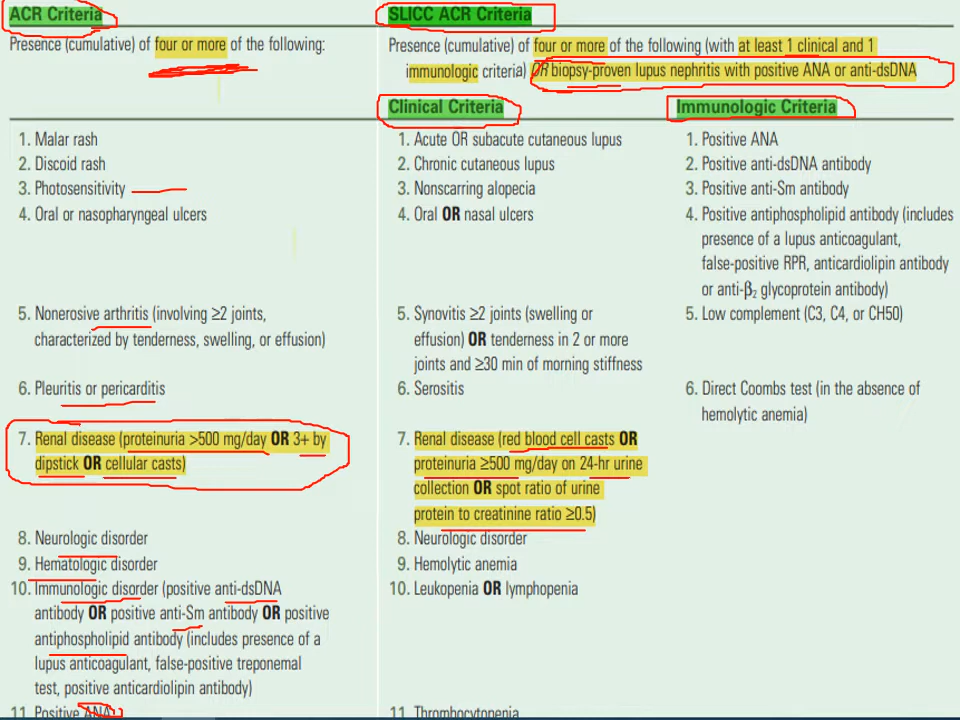 ACR Criteria
Presence (cumulative) of four or more of the following:
1. Malar rash
2. Discoid rash
3. Photosensitivity
4. Oral or nasopharyngeal ulcers
5. Nonerosive arthritis (involving ≥2 joints,
characterized by tenderness, swelling, or effusion)
6. Pleuritis or pericarditis
7. Renal disease (proteinuria >500 mg/day OR 3+ by
dipstick OR cellular casts)
8. Neurologic disorder
9. Hematologic disorder
10. Immunologic disorder (positive anti-dsDNA
antibody OR positive anti-Sm antibody OR positive
antiphospholipid antibody (includes presence of a
lupus anticoagulant, false-positive treponemal
test, positive anticardiolipin antibody)
11. Positive ANA
SLICC ACR Criteria
Presence (cumulative) of four or more of the following (with at least 1 clinical and 1
immunologic criteria) OR biopsy-proven lupus nephritis with positive ANA or anti-dsDNA
Clinical Criteria
1. Acute OR subacute cutaneous lupus
2. Chronic cutaneous lupus
3. Nonscarring alopecia
4. Oral OR nasal ulcers
5. Synovitis ≥2 joints (swelling or
effusion) OR tenderness in 2 or more
joints and ≥30 min of morning stiffness
6. Serositis
7. Renal disease (red blood cell casts OR
proteinuria ≥500 mg/day on 24-hr urine
collection OR spot ratio of urine
protein to creatinine ratio ≥0.5)
8. Neurologic disorder
9. Hemolytic anemia
10. Leukopenia OR lymphopenia
11. Thrombocytopenia
Immunologic Criteria
1. Positive ANA
2. Positive anti-dsDNA antibody
3. Positive anti-Sm antibody
4. Positive antiphospholipid antibody (includes
presence of a lupus anticoagulant,
false-positive RPR, anticardiolipin antibody
or anti-β₂ glycoprotein antibody)
5. Low complement (C3, C4, or CH50)
6. Direct Coombs test (in the absence of
hemolytic anemia)